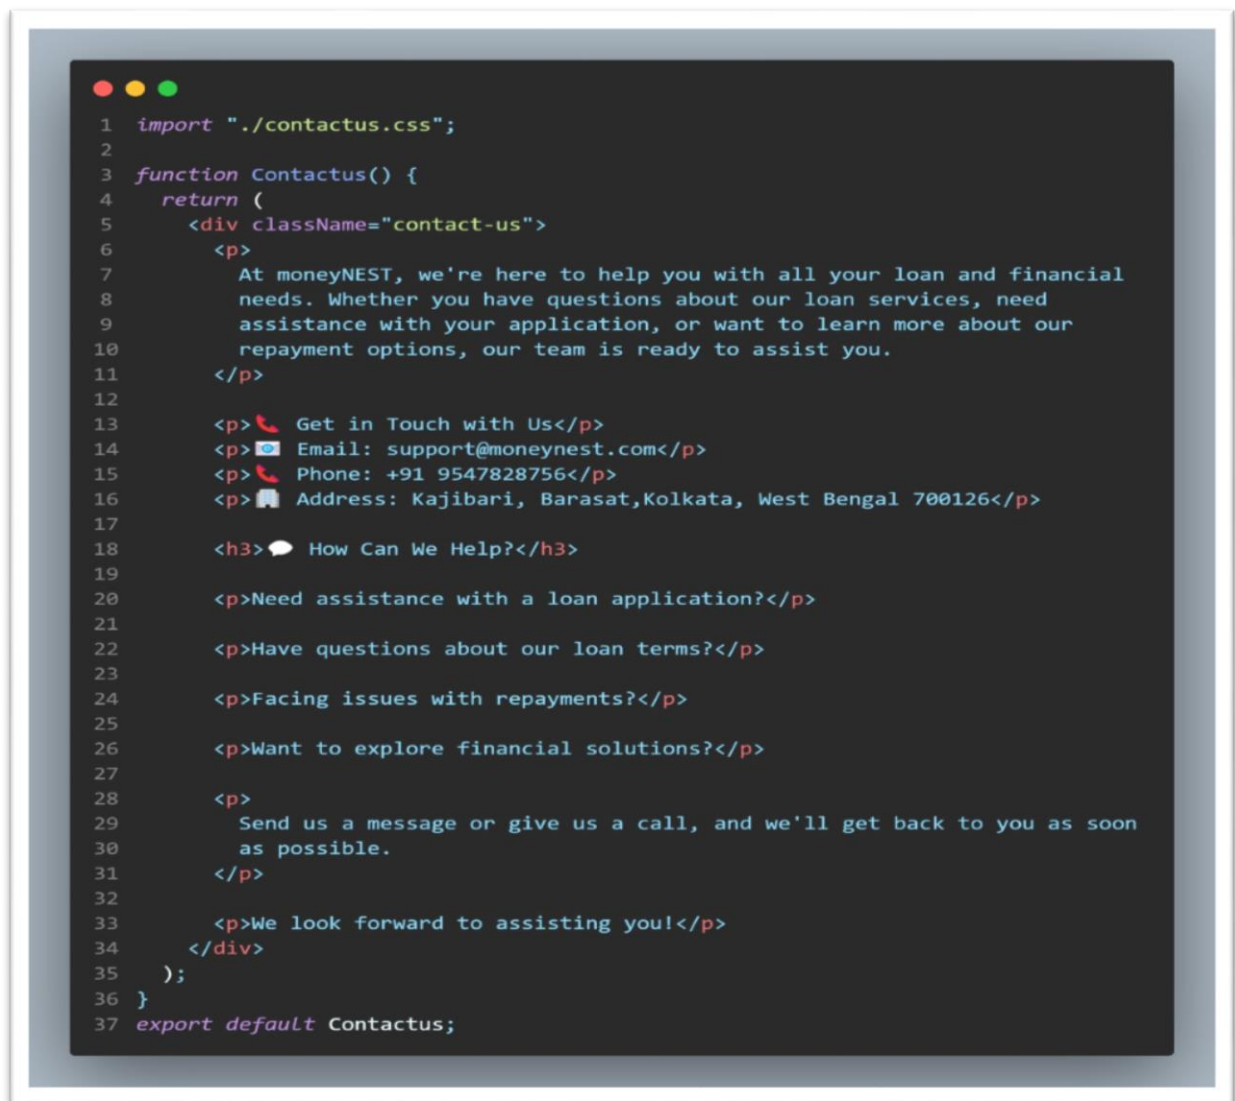 1 import "./contactus.css";
2
3 function Contactus() {
4   return (
5     <div className="contact-us">
6       <p>
7         At moneyNEST, we're here to help you with all your loan and financial
8         needs. Whether you have questions about our loan services, need
9         assistance with your application, or want to learn more about our
10         repayment options, our team is ready to assist you.
11       </p>
12
13       <p>📞 Get in Touch with Us</p>
14       <p>📧 Email: support@moneynest.com</p>
15       <p>📞 Phone: +91 9547828756</p>
16       <p>🏢 Address: Kajibari, Barasat,Kolkata, West Bengal 700126</p>
17
18       <h3>💬 How Can We Help?</h3>
19
20       <p>Need assistance with a loan application?</p>
21
22       <p>Have questions about our loan terms?</p>
23
24       <p>Facing issues with repayments?</p>
25
26       <p>Want to explore financial solutions?</p>
27
28       <p>
29         Send us a message or give us a call, and we'll get back to you as soon
30         as possible.
31       </p>
32
33       <p>We look forward to assisting you!</p>
34     </div>
35   );
36 }
37 export default Contactus;